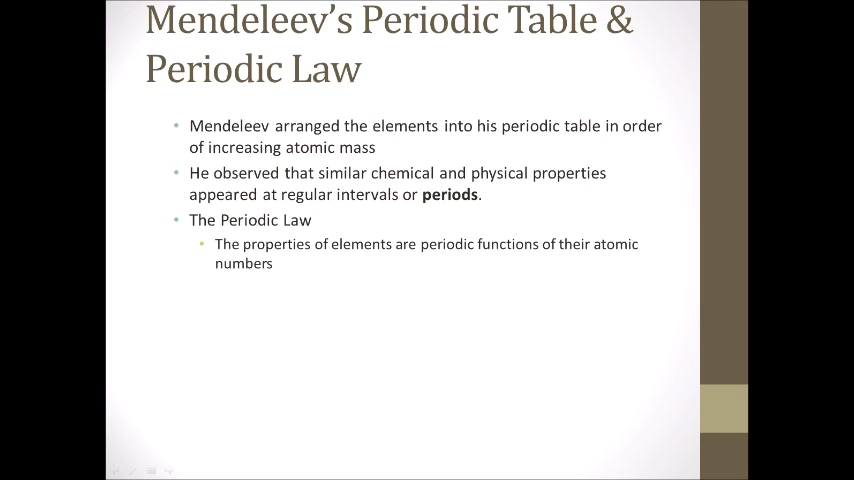 Mendeleev's Periodic Table &
Periodic Law
• Mendeleev arranged the elements into his periodic table in order
of increasing atomic mass
• He observed that similar chemical and physical properties
appeared at regular intervals or periods.
• The Periodic Law
• The properties of elements are periodic functions of their atomic
numbers